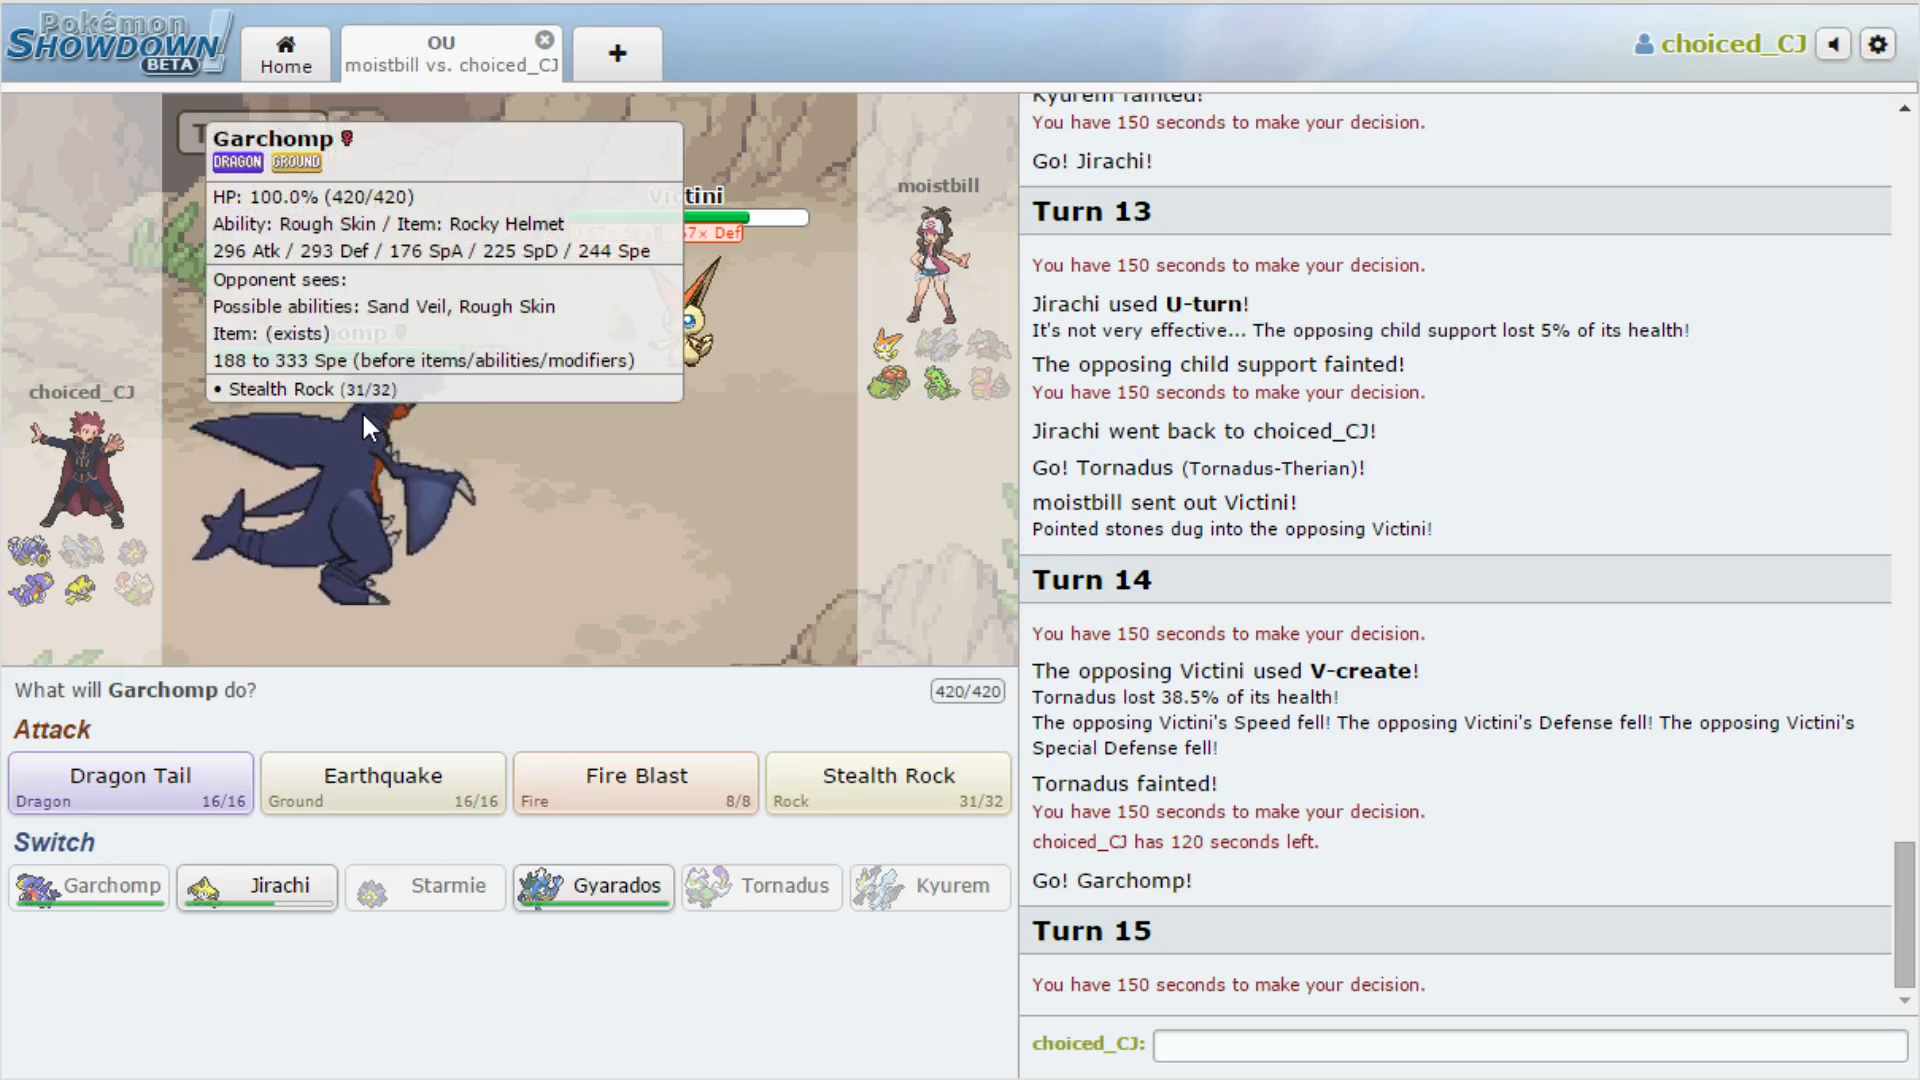 Pokémon
SHOWDOWN!
BETA
Home
OU
moistbill vs. choiced_CJ
+
choiced_CJ
T
Garchomp
DRAGON GROUND
HP: 100.0% (420/420)
Ability: Rough Skin / Item: Rocky Helmet
296 Atk / 293 Def / 176 SpA / 225 SpD / 244 Spe
Opponent sees:
Possible abilities: Sand Veil, Rough Skin
Item: (exists)
188 to 333 Spe (before items/abilities/modifiers)
• Stealth Rock (31/32)
Victini
0.67x Def
moistbill
choiced_CJ
What will Garchomp do?
420/420
Attack
Dragon Tail
Dragon 16/16
Earthquake
Ground 16/16
Fire Blast
Fire 8/8
Stealth Rock
Rock 31/32
Switch
Garchomp
Jirachi
Starmie
Gyarados
Tornadus
Kyurem
Kyurem fainted!
You have 150 seconds to make your decision.
Go! Jirachi!
Turn 13
You have 150 seconds to make your decision.
Jirachi used U-turn!
It's not very effective... The opposing child support lost 5% of its health!
The opposing child support fainted!
You have 150 seconds to make your decision.
Jirachi went back to choiced_CJ!
Go! Tornadus (Tornadus-Therian)!
moistbill sent out Victini!
Pointed stones dug into the opposing Victini!
Turn 14
You have 150 seconds to make your decision.
The opposing Victini used V-create!
Tornadus lost 38.5% of its health!
The opposing Victini's Speed fell! The opposing Victini's Defense fell! The opposing Victini's
Special Defense fell!
Tornadus fainted!
You have 150 seconds to make your decision.
choiced_CJ has 120 seconds left.
Go! Garchomp!
Turn 15
You have 150 seconds to make your decision.
choiced_CJ: